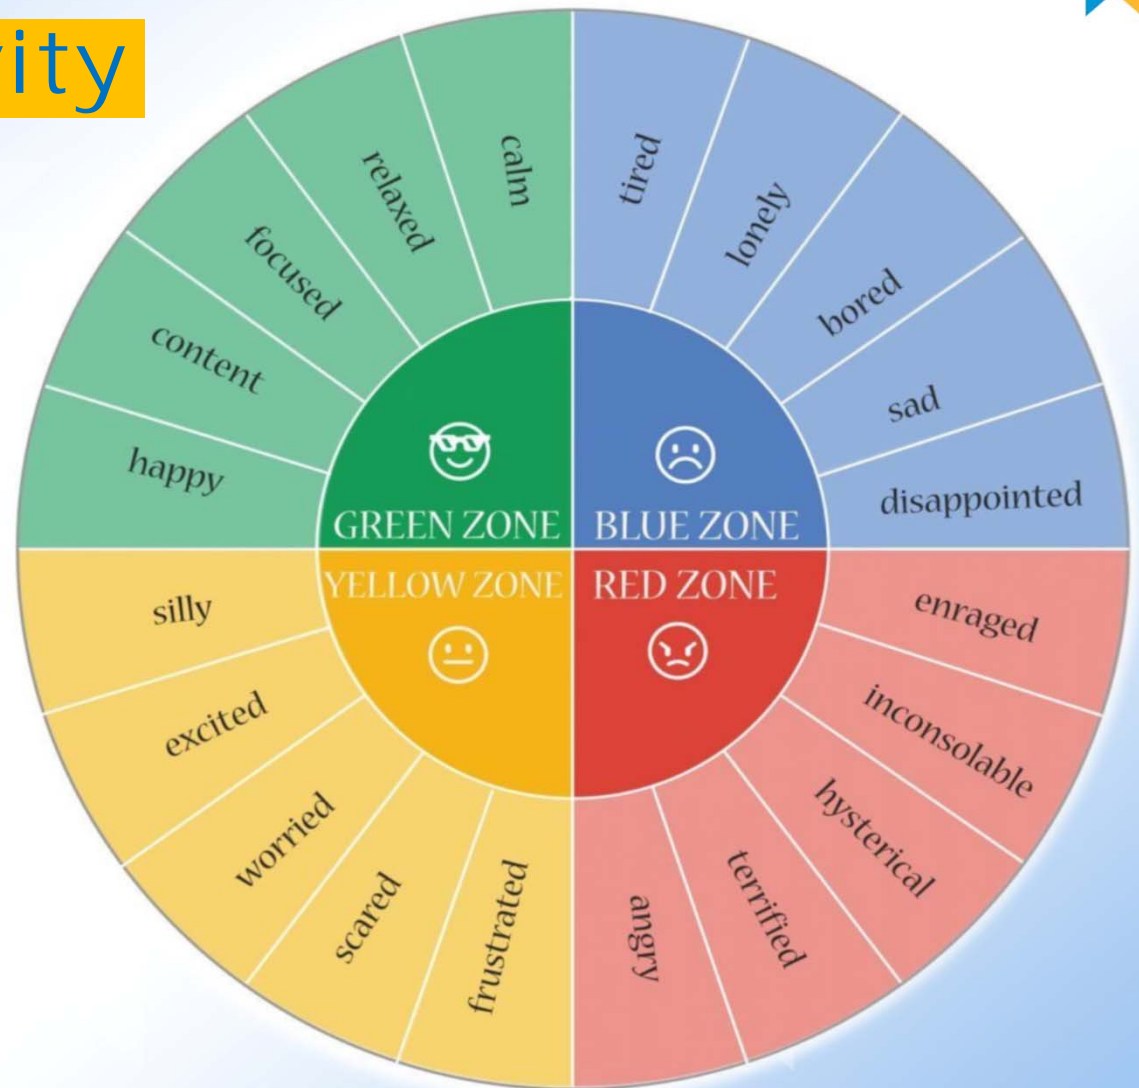 vity
calm
relaxed
focused
content
happy
tired
lonely
bored
sad
disappointed
GREEN ZONE
BLUE ZONE
YELLOW ZONE
RED ZONE
silly
excited
worried
scared
frustrated
enraged
inconsolable
hysterical
terrified
angry